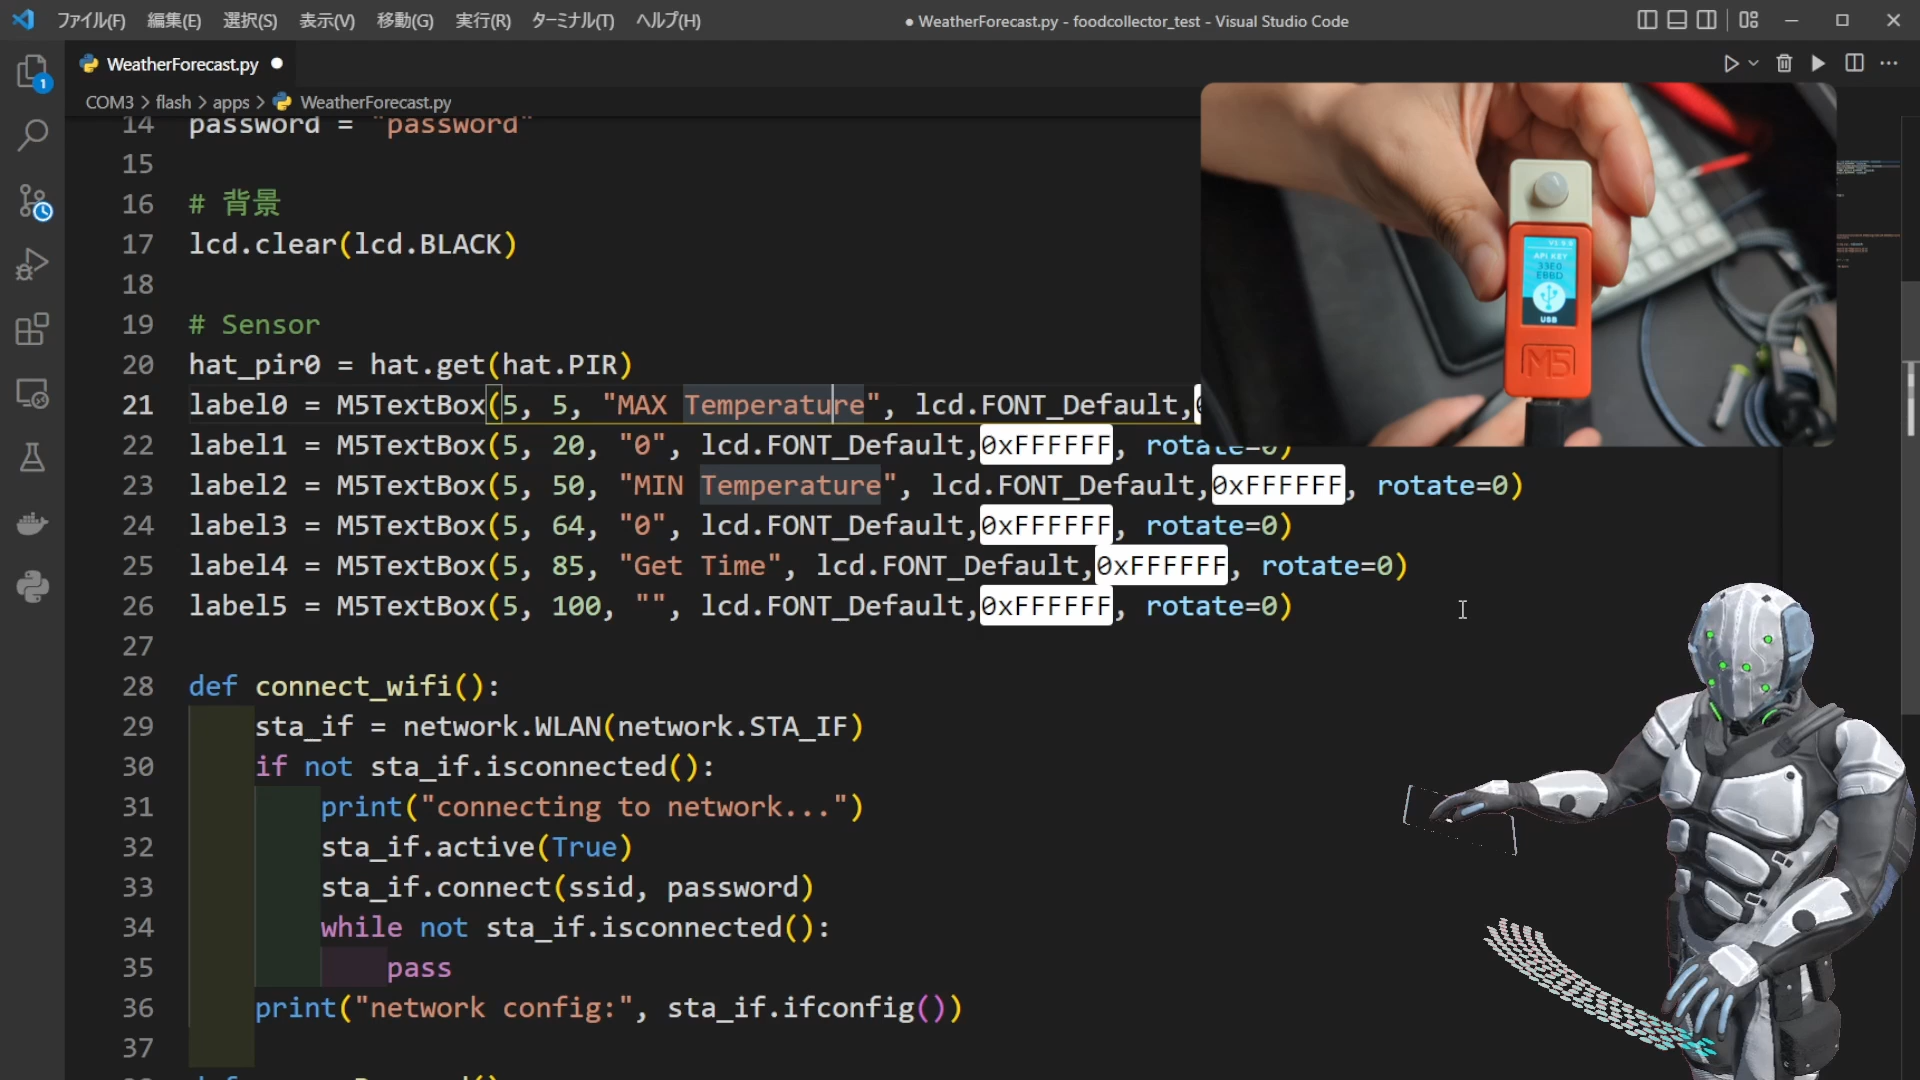 ファイル(F) 編集(E) 選択(S) 表示(V) 移動(G) 実行(R) ターミナル(T) ヘルプ(H) ● WeatherForecast.py - foodcollector_test - Visual Studio Code
WeatherForecast.py ●
COM3 > flash > apps > WeatherForecast.py
14 password = "password"
15
16 # 背景
17 lcd.clear(lcd.BLACK)
18
19 # Sensor
20 hat_pir0 = hat.get(hat.PIR)
21 label0 = M5TextBox(5, 5, "MAX Temperature", lcd.FONT_Default,
22 label1 = M5TextBox(5, 20, "0", lcd.FONT_Default,0xFFFFFF, rotate=0)
23 label2 = M5TextBox(5, 50, "MIN Temperature", lcd.FONT_Default,0xFFFFFF, rotate=0)
24 label3 = M5TextBox(5, 64, "0", lcd.FONT_Default,0xFFFFFF, rotate=0)
25 label4 = M5TextBox(5, 85, "Get Time", lcd.FONT_Default,0xFFFFFF, rotate=0)
26 label5 = M5TextBox(5, 100, "", lcd.FONT_Default,0xFFFFFF, rotate=0)
27
28 def connect_wifi():
29 sta_if = network.WLAN(network.STA_IF)
30 if not sta_if.isconnected():
31 print("connecting to network...")
32 sta_if.active(True)
33 sta_if.connect(ssid, password)
34 while not sta_if.isconnected():
35 pass
36 print("network config:", sta_if.ifconfig())
37
1
API KEY
33E0
EBBD
USB
M5